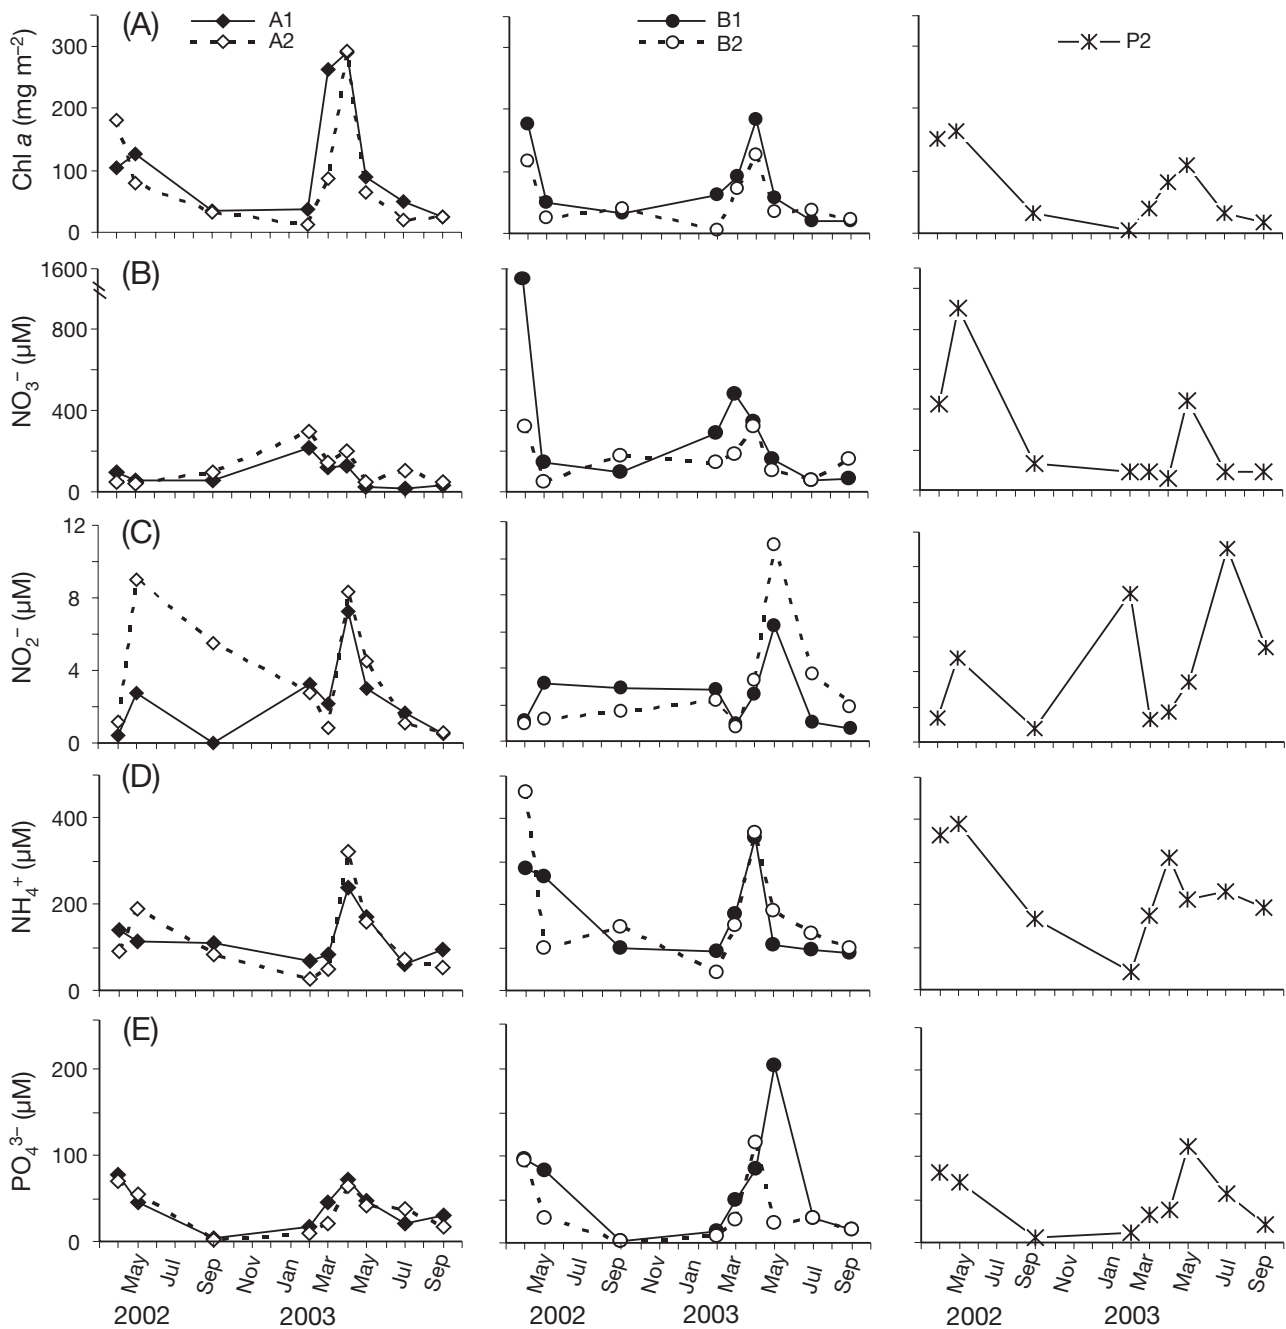 (A)
A1
A2
B1
B2
P2
Chl a (mg m⁻²)
300
200
100
0
(B)
NO₃⁻ (µM)
1600
800
400
0
(C)
NO₂⁻ (µM)
12
8
4
0
(D)
NH₄⁺ (µM)
400
200
0
(E)
PO₄³⁻ (µM)
200
100
0
May Jul Sep Nov Jan Mar May Jul Sep
2002 2003
May Jul Sep Nov Jan Mar May Jul Sep
2002 2003
May Jul Sep Nov Jan Mar May Jul Sep
2002 2003